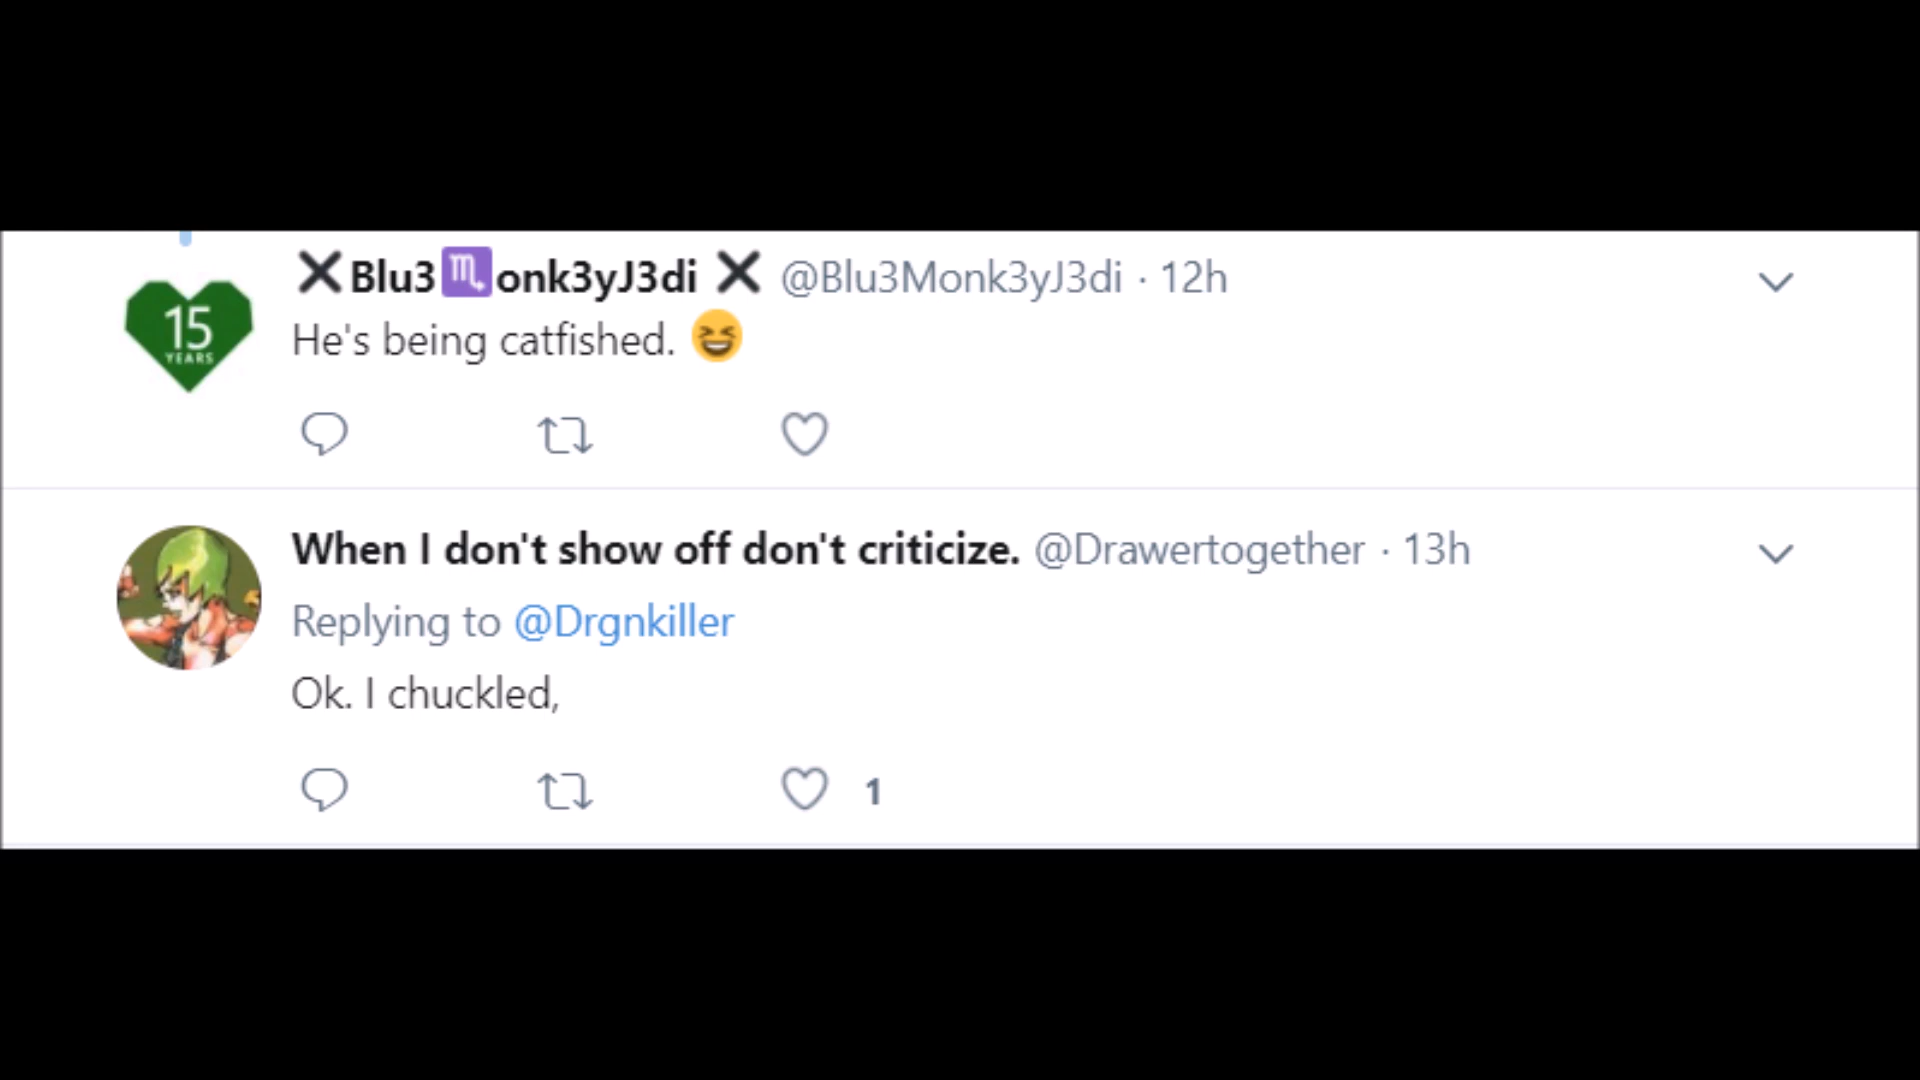 ❌Blu3♏onk3yJ3di ❌ @Blu3Monk3yJ3di · 12h
15
YEARS
He's being catfished. 😆
When I don't show off don't criticize. @Drawertogether · 13h
Replying to @Drgnkiller
Ok. I chuckled,
1